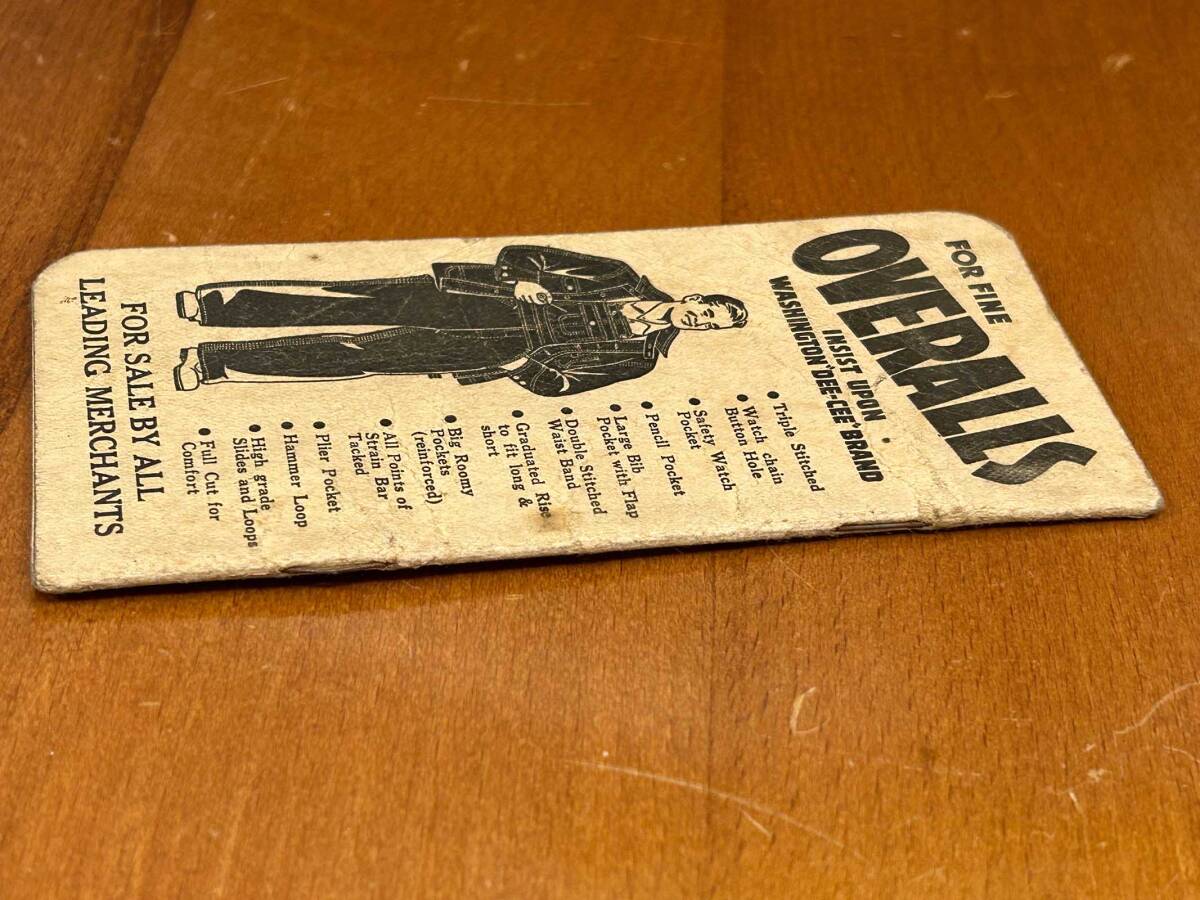 FOR FINE
OVERALLS
INSIST UPON
WASHINGTON "DEE-CEE" BRAND
● Triple Stitched
● Watch chain
Button Hole
● Safety Watch
Pocket
● Pencil Pocket
● Large Bib
Pocket with Flap
● Double Stitched
Waist Band
● Graduated Rise
to fit long &
short
● Big Roomy
Pockets
(reinforced)
● All Points of
Strain Bar
Tacked
● Plier Pocket
● Hammer Loop
● High grade
Slides and Loops
● Full Cut for
Comfort
FOR SALE BY ALL
LEADING MERCHANTS